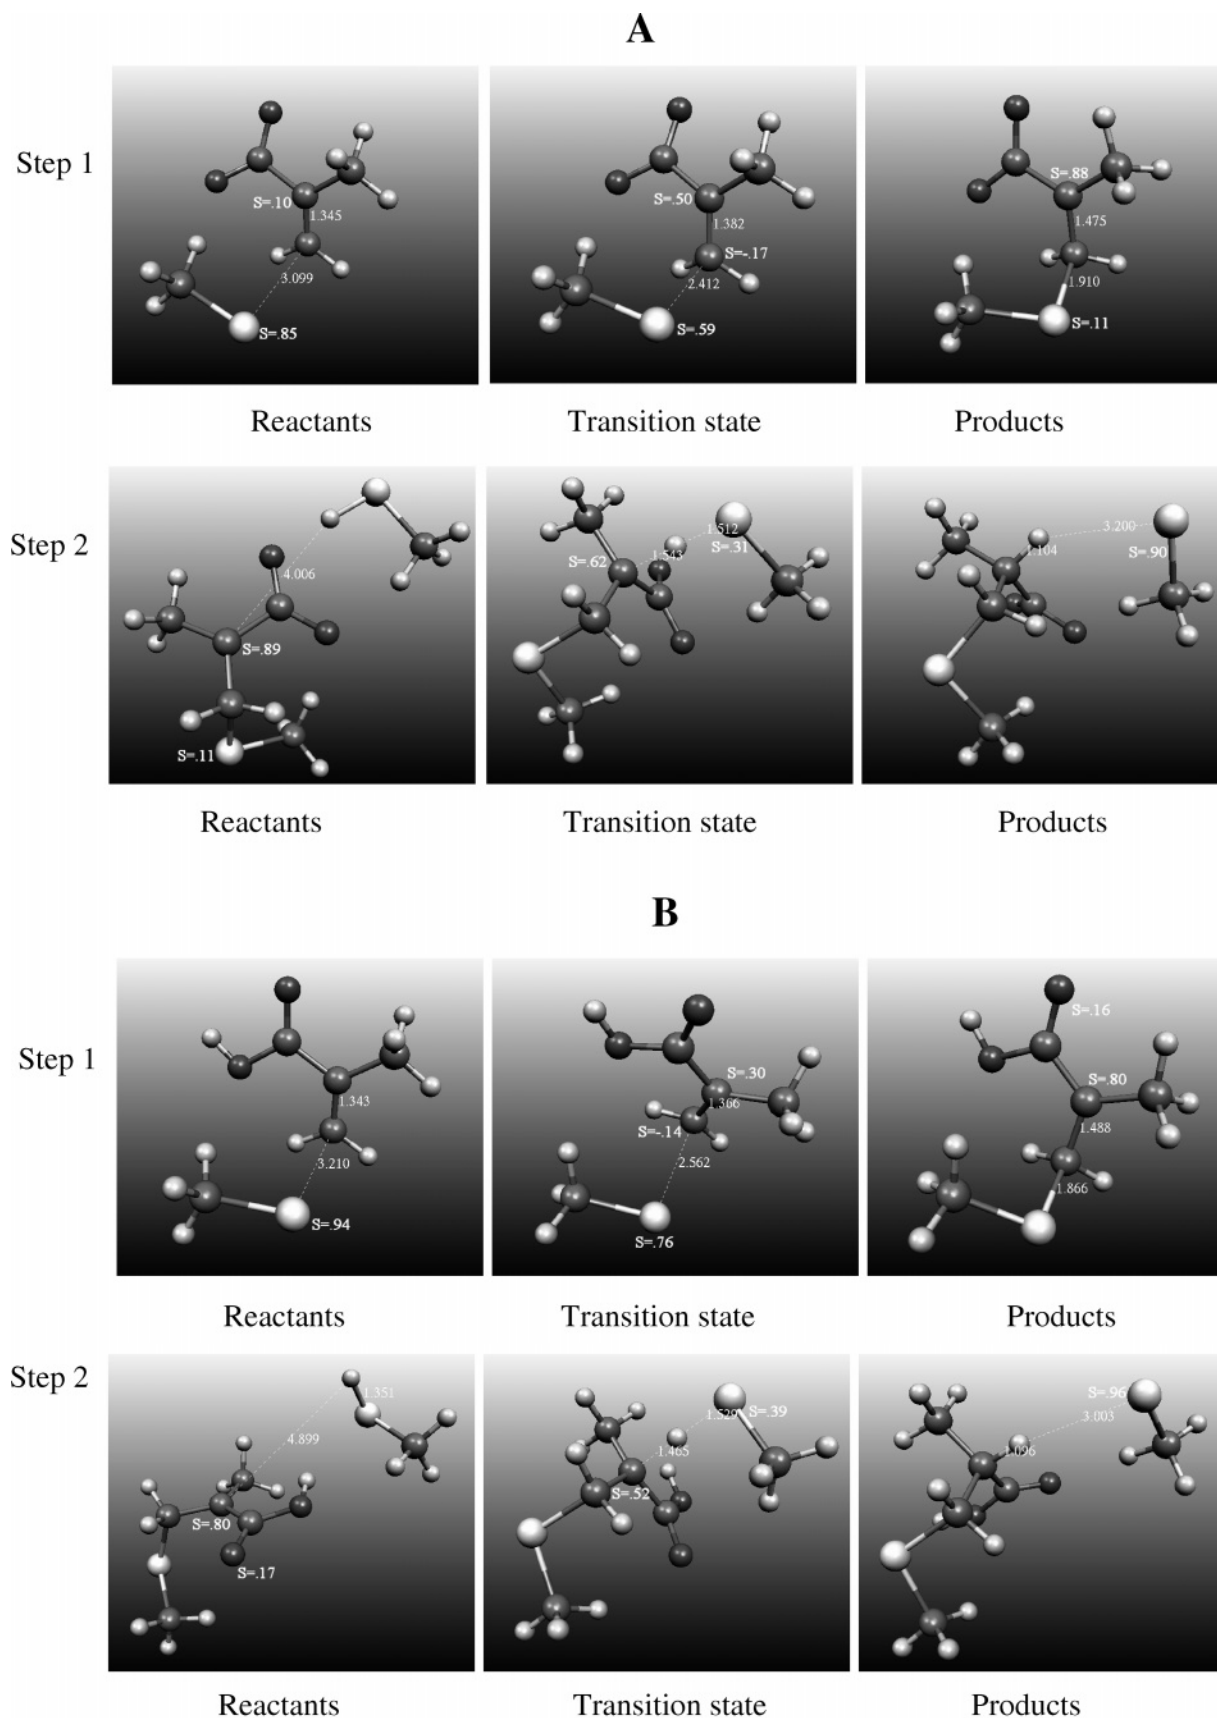 A
Step 1
S=.10
1.345
3.099
S=.85
S=.50
1.382
S=-.17
2.412
S=.59
S=.88
1.475
1.910
S=.11
Reactants Transition state Products
Step 2
4.006
S=.89
S=.11
1.512
S=.31
S=.62
1.543
3.200
1.104
S=.90
Reactants Transition state Products
B
Step 1
1.343
3.210
S=.94
S=.30
1.366
S=-.14
2.562
S=.76
S=.16
S=.80
1.488
1.866
Reactants Transition state Products
Step 2
1.351
4.899
S=.80
S=.17
1.529
S=.39
1.465
S=.52
S=.96
3.003
1.096
Reactants Transition state Products